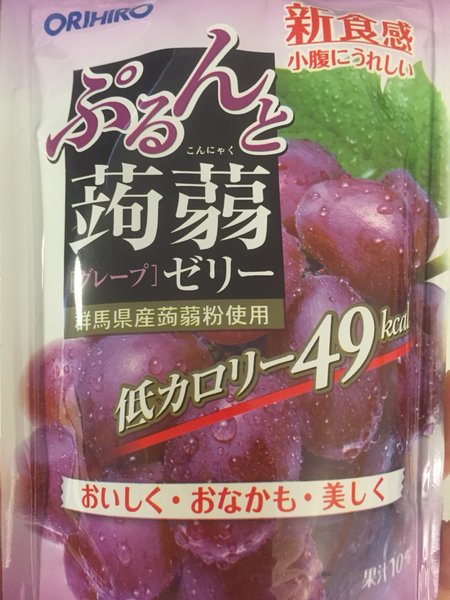 ORIHIRO
新食感
小腹にうれしい
ぷるんと
こんにゃく
蒟蒻
[グレープ]ゼリー
群馬県産蒟蒻粉使用
低カロリー49kcal
おいしく・おなかも・美しく
果汁10%